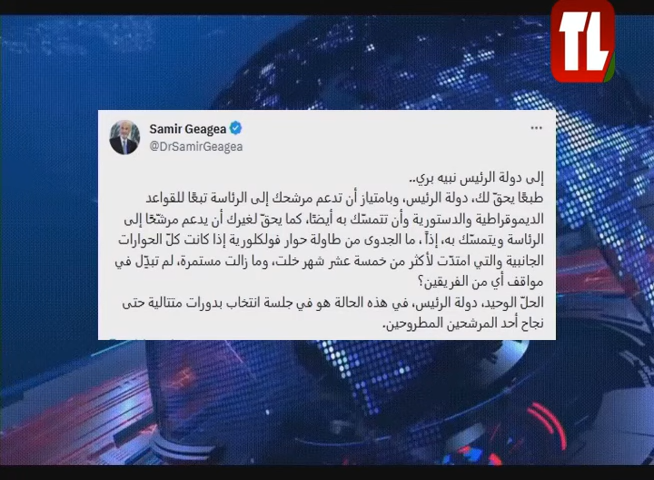 TL
Samir Geagea
@DrSamirGeagea
إلى دولة الرئيس نبيه بري..
طبعًا يحقّ لك، دولة الرئيس، وبامتياز أن تدعم مرشحك إلى الرئاسة تبعًا للقواعد
الديموقراطية والدستورية وأن تتمسّك به أيضًا، كما يحقّ لغيرك أن يدعم مرشحًا إلى
الرئاسة ويتمسك به، إذاً، ما الجدوى من طاولة حوار فولكلورية إذا كانت كلّ الحوارات
الجانبية والتي امتدّت لأكثر من خمسة عشر شهر خلت، وما زالت مستمرة، لم تبدّل في
مواقف أي من الفريقين؟
الحلّ الوحيد، دولة الرئيس، في هذه الحالة هو في جلسة انتخاب بدورات متتالية حتى
نجاح أحد المرشحين المطروحين.